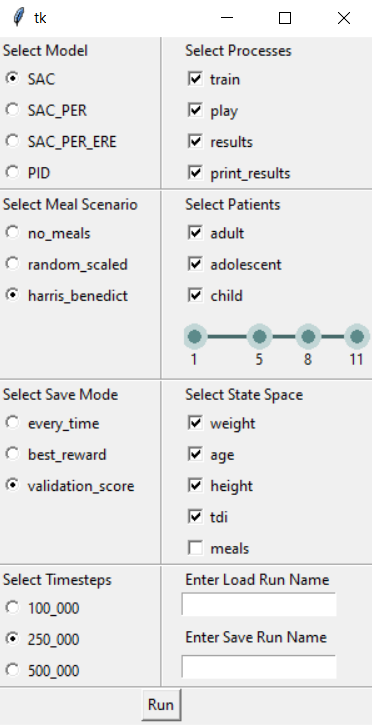 tk
Select Model
SAC
SAC_PER
SAC_PER_ERE
PID
Select Processes
train
play
results
print_results
Select Meal Scenario
no_meals
random_scaled
harris_benedict
Select Patients
adult
adolescent
child
1 5 8 11
Select Save Mode
every_time
best_reward
validation_score
Select State Space
weight
age
height
tdi
meals
Select Timesteps
100_000
250_000
500_000
Enter Load Run Name
Enter Save Run Name
Run